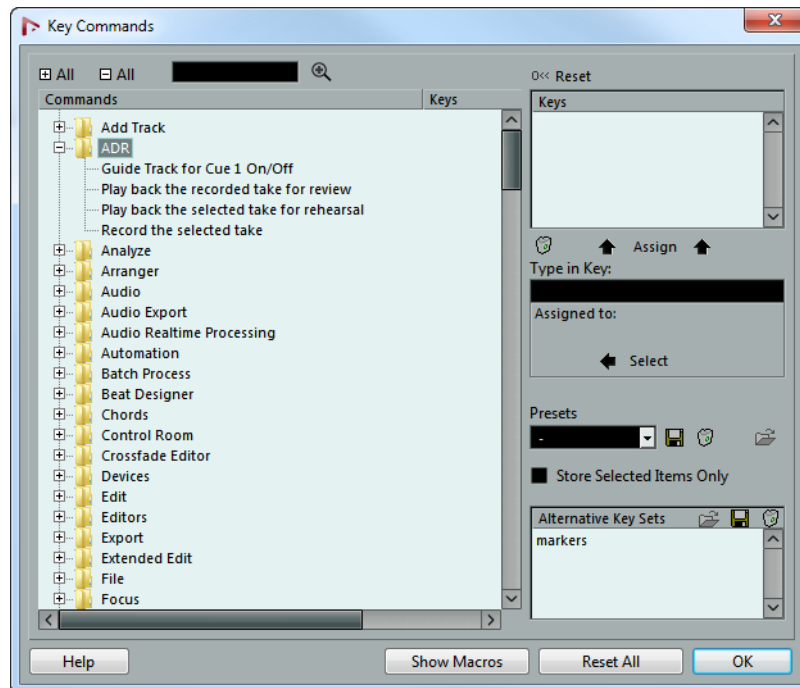 Key Commands
All All
Commands Keys
Add Track
ADR
Guide Track for Cue 1 On/Off
Play back the recorded take for review
Play back the selected take for rehearsal
Record the selected take
Analyze
Arranger
Audio
Audio Export
Audio Realtime Processing
Automation
Batch Process
Beat Designer
Chords
Control Room
Crossfade Editor
Devices
Edit
Editors
Export
Extended Edit
File
Focus
0<< Reset
Keys
Assign
Type in Key:
Assigned to:
Select
Presets
-
Store Selected Items Only
Alternative Key Sets
markers
Help Show Macros Reset All OK